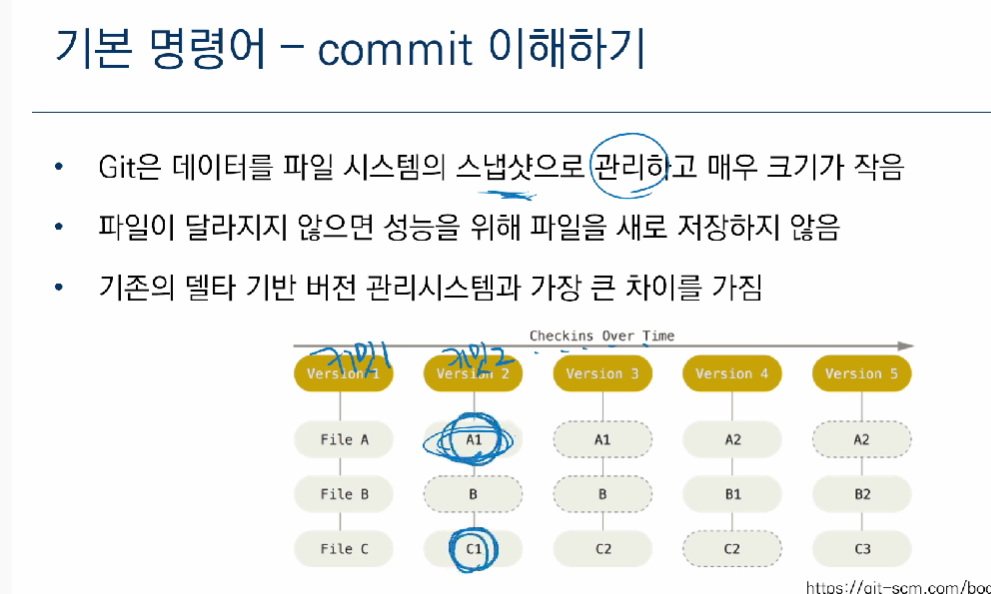 기본 명령어 – commit 이해하기
• Git은 데이터를 파일 시스템의 스냅샷으로 관리하고 매우 크기가 작음
• 파일이 달라지지 않으면 성능을 위해 파일을 새로 저장하지 않음
• 기존의 델타 기반 버전 관리시스템과 가장 큰 차이를 가짐
Checkins Over Time
커밋1 커밋2
Version 1 Version 2 Version 3 Version 4 Version 5
File A A1 A1 A2 A2
File B B B B1 B2
File C C1 C2 C2 C3
https://git-scm.com/boo